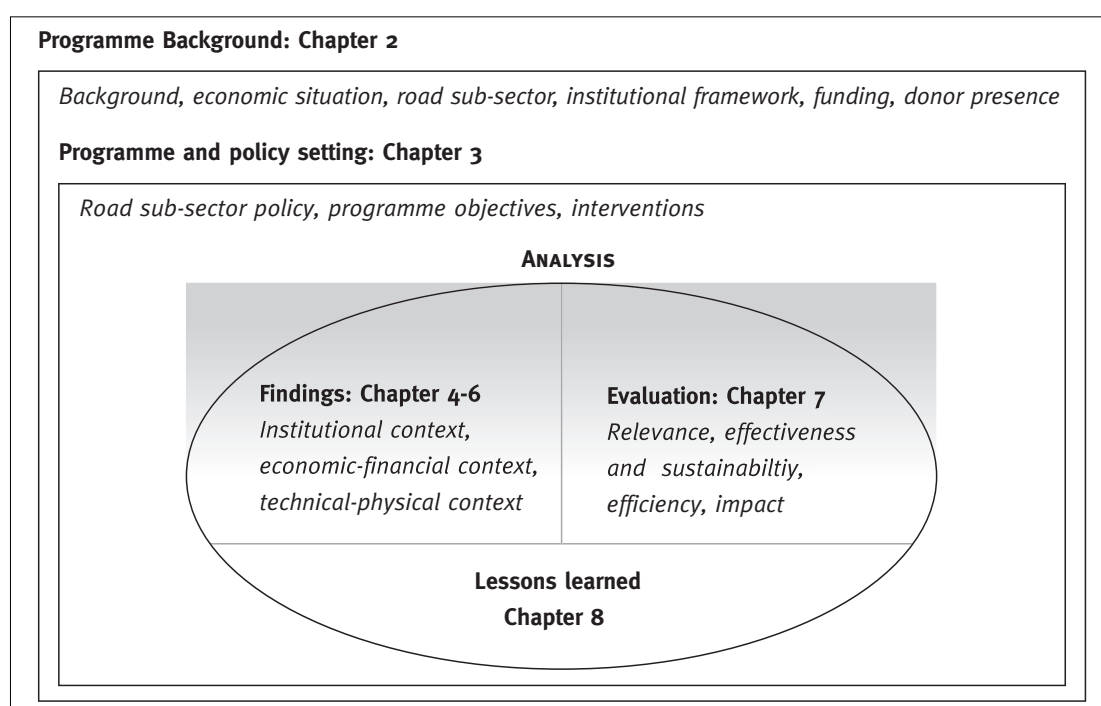 Programme Background: Chapter 2
Background, economic situation, road sub-sector, institutional framework, funding, donor presence
Programme and policy setting: Chapter 3
Road sub-sector policy, programme objectives, interventions
ANALYSIS
Findings: Chapter 4-6
Institutional context,
economic-financial context,
technical-physical context
Evaluation: Chapter 7
Relevance, effectiveness
and sustainabiltiy,
efficiency, impact
Lessons learned
Chapter 8